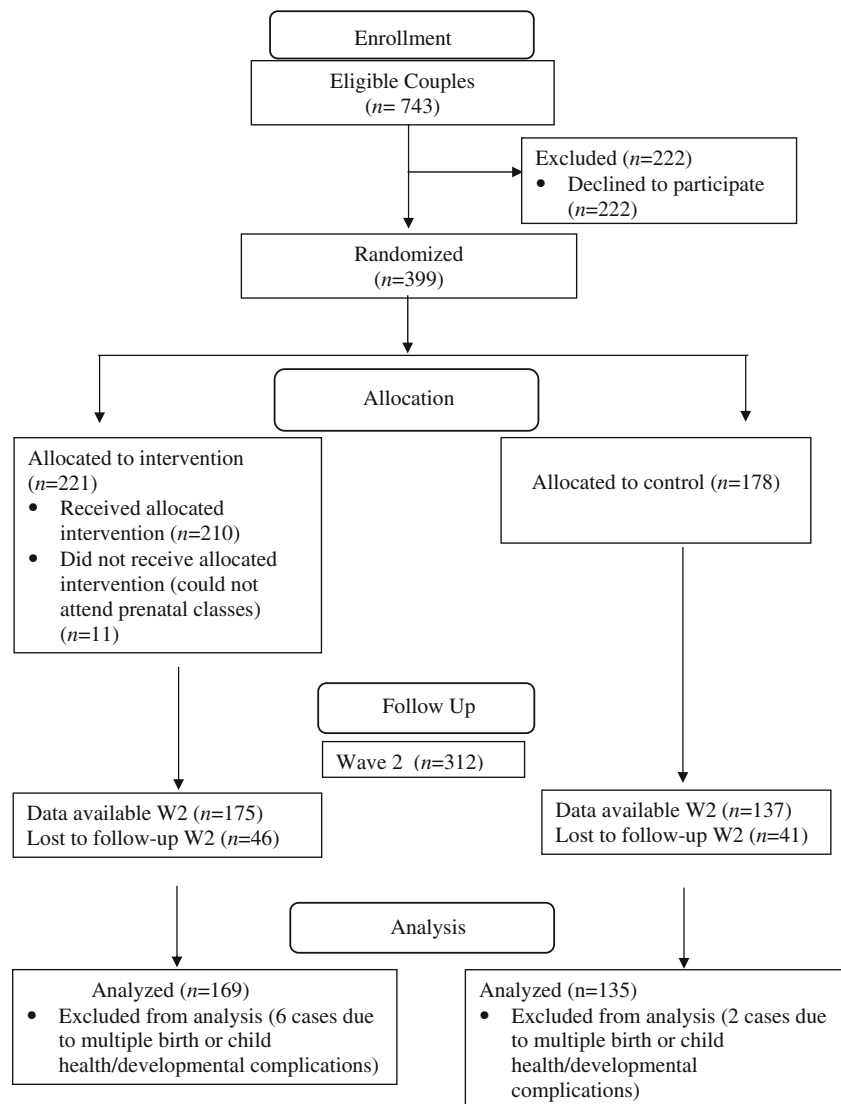 Enrollment
Eligible Couples
(n= 743)
Excluded (n=222)
• Declined to participate
(n=222)
Randomized
(n=399)
Allocation
Allocated to intervention
(n=221)
• Received allocated
intervention (n=210)
• Did not receive allocated
intervention (could not
attend prenatal classes)
(n=11)
Allocated to control (n=178)
Follow Up
Wave 2 (n=312)
Data available W2 (n=175)
Lost to follow-up W2 (n=46)
Data available W2 (n=137)
Lost to follow-up W2 (n=41)
Analysis
Analyzed (n=169)
• Excluded from analysis (6 cases due
to multiple birth or child
health/developmental complications)
Analyzed (n=135)
• Excluded from analysis (2 cases due
to multiple birth or child
health/developmental
complications)